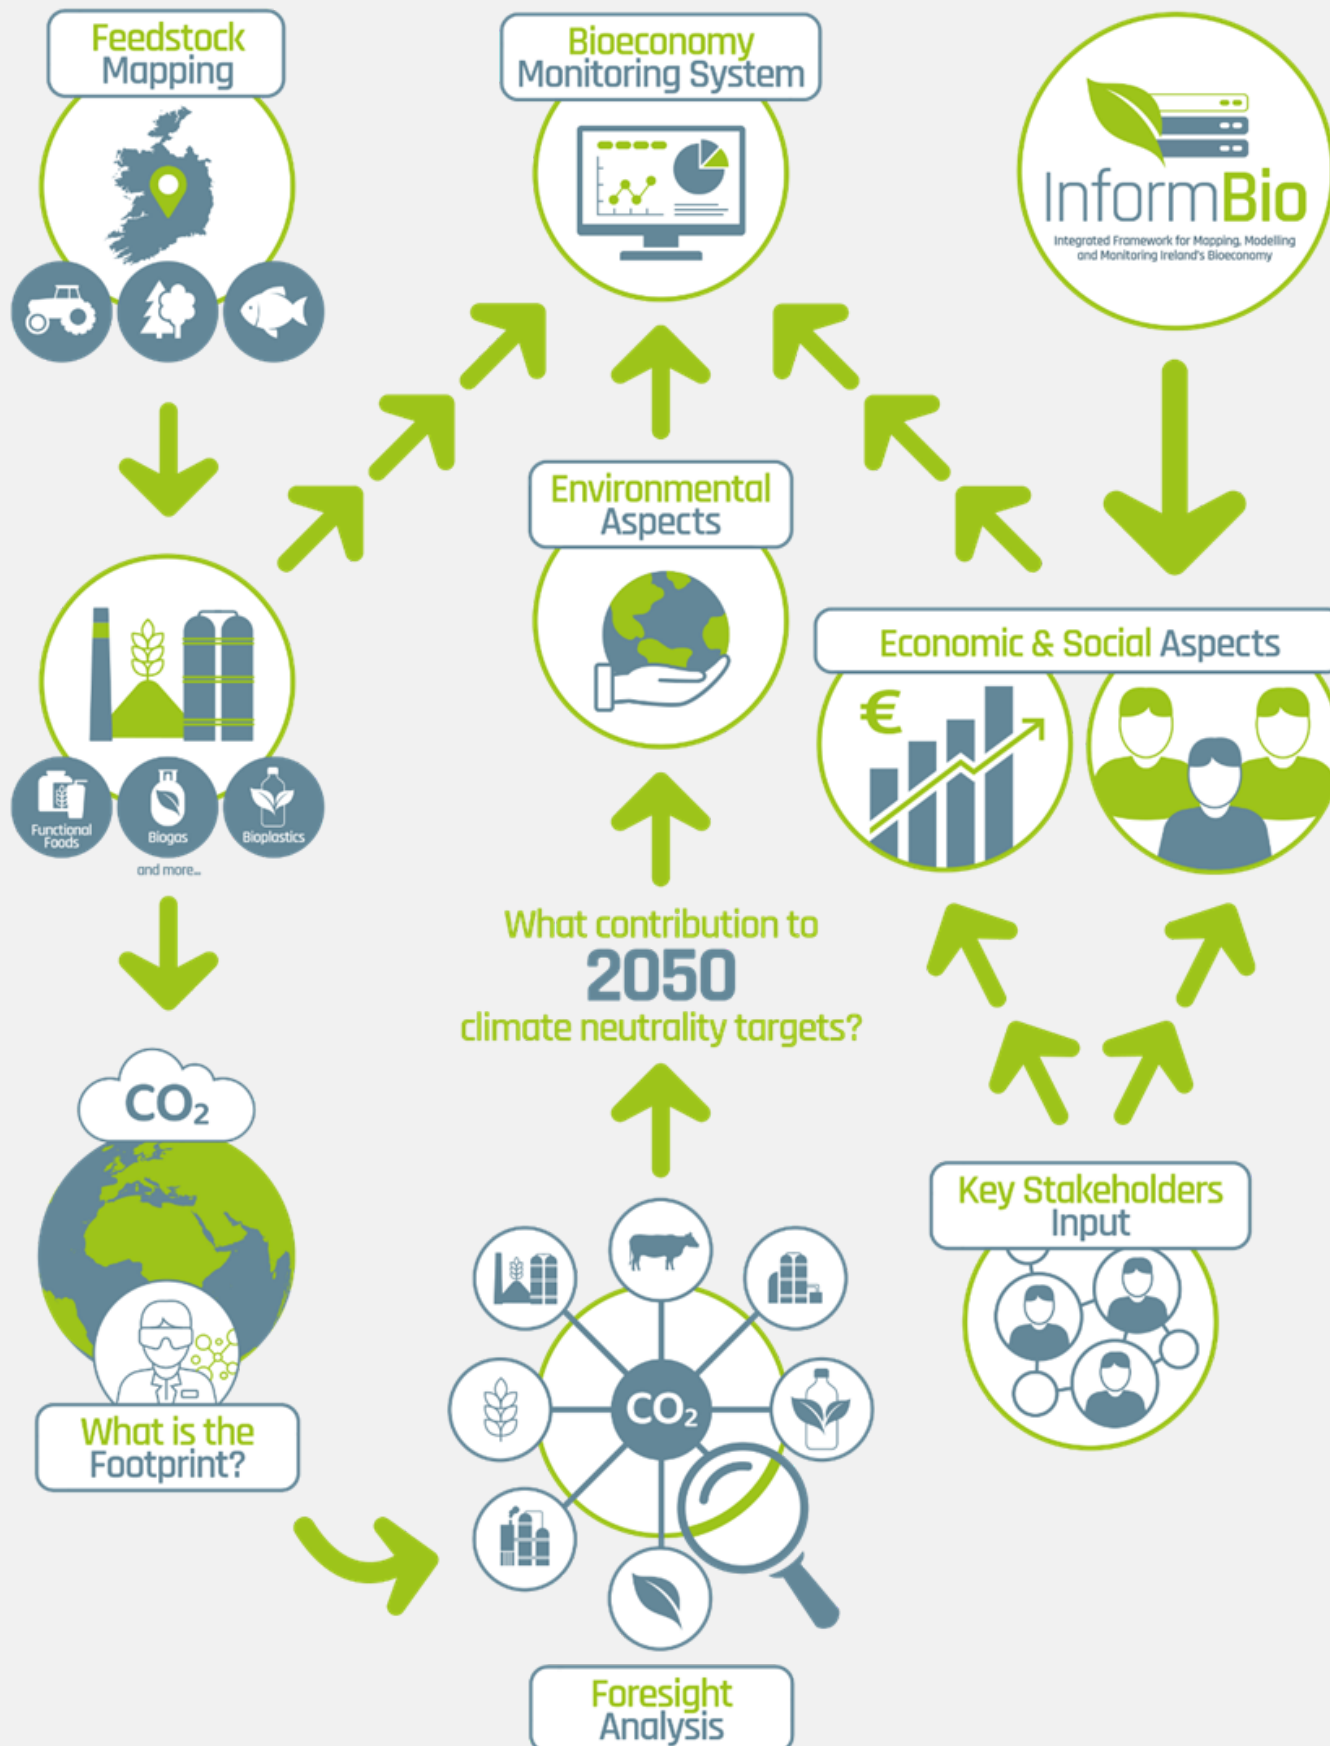 Feedstock
Mapping
Bioeconomy
Monitoring System
InformBio
Integrated Framework for Mapping, Modelling
and Monitoring Ireland's Bioeconomy
Environmental
Aspects
Economic & Social Aspects
€
Functional
Foods
Biogas
Bioplastics
and more...
What contribution to
2050
climate neutrality targets?
CO₂
Key Stakeholders
Input
What is the
Footprint?
CO₂
Foresight
Analysis